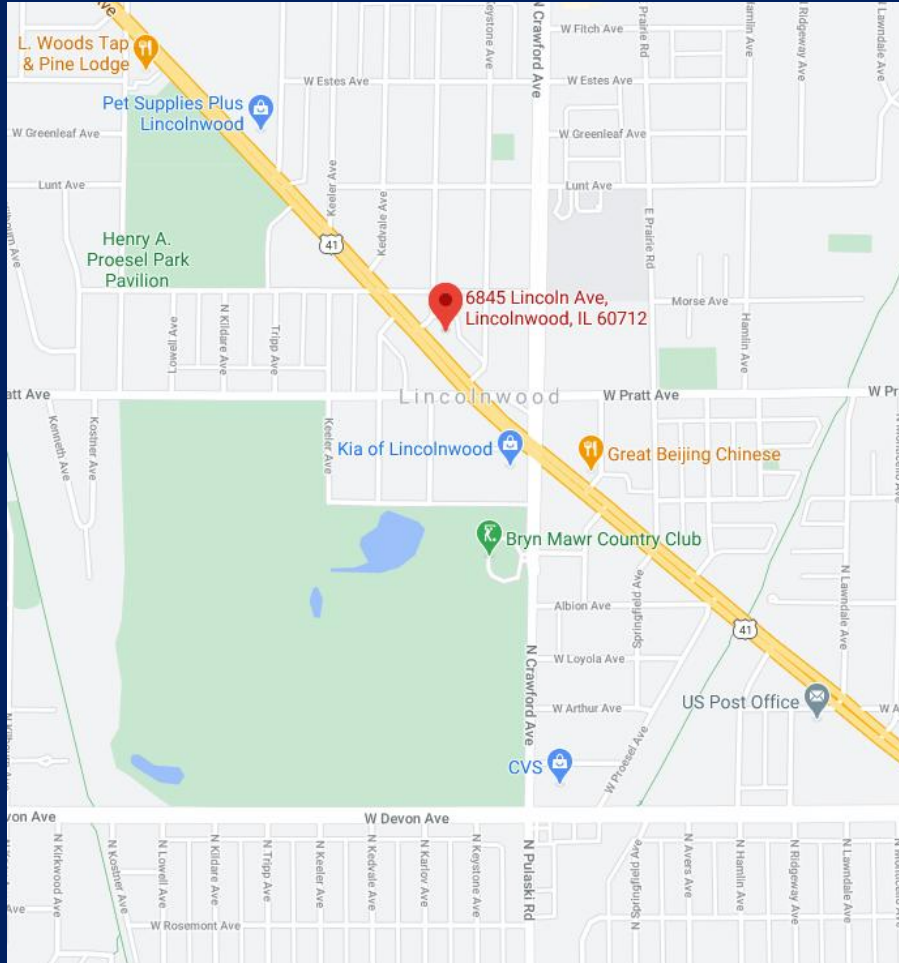 Ave
N Crawford Ave
Keystone Ave
W Fitch Ave
Prairie Rd
Hamlin Ave
N Ridgeway Ave
N Lawndale Ave
L. Woods Tap
& Pine Lodge
W Estes Ave
W Estes Ave
Pet Supplies Plus
Lincolnwood
W Greenleaf Ave
W Greenleaf Ave
Lunt Ave
Keeler Ave
Kedvale Ave
Lunt Ave
E Prairie Rd
41
Henry A.
Proesel Park
Pavilion
6845 Lincoln Ave,
Lincolnwood, IL 60712
Morse Ave
Lowell Ave
N Kildare Ave
Tripp Ave
Hamlin Ave
att Ave
Lincolnwood
W Pratt Ave
W Pr
Kenneth Ave
Kostner Ave
Keeler Ave
Kia of Lincolnwood
Great Beijing Chinese
Bryn Mawr Country Club
Albion Ave
Springfield Ave
N Lawndale Ave
41
N Crawford Ave
W Loyola Ave
US Post Office
W Arthur Ave
W A
W Proesel Ave
CVS
von Ave
W Devon Ave
N Kirkwood Ave
N Kostner Ave
N Lowell Ave
N Kildare Ave
N Tripp Ave
N Keeler Ave
N Kedvale Ave
N Karlov Ave
N Keystone Ave
N Pulaski Rd
N Springfield Ave
N Avers Ave
N Hamlin Ave
N Ridgeway Ave
N Lawndale Ave
Ave
W Rosemont Ave